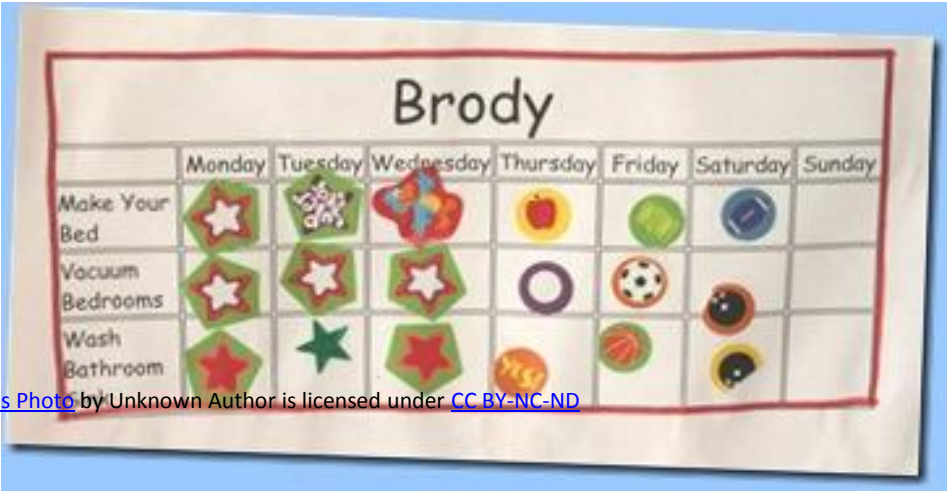 Brody
Monday Tuesday Wednesday Thursday Friday Saturday Sunday
Make Your
Bed
Vacuum
Bedrooms
Wash
Bathroom
YES!
s Photo by Unknown Author is licensed under CC BY-NC-ND